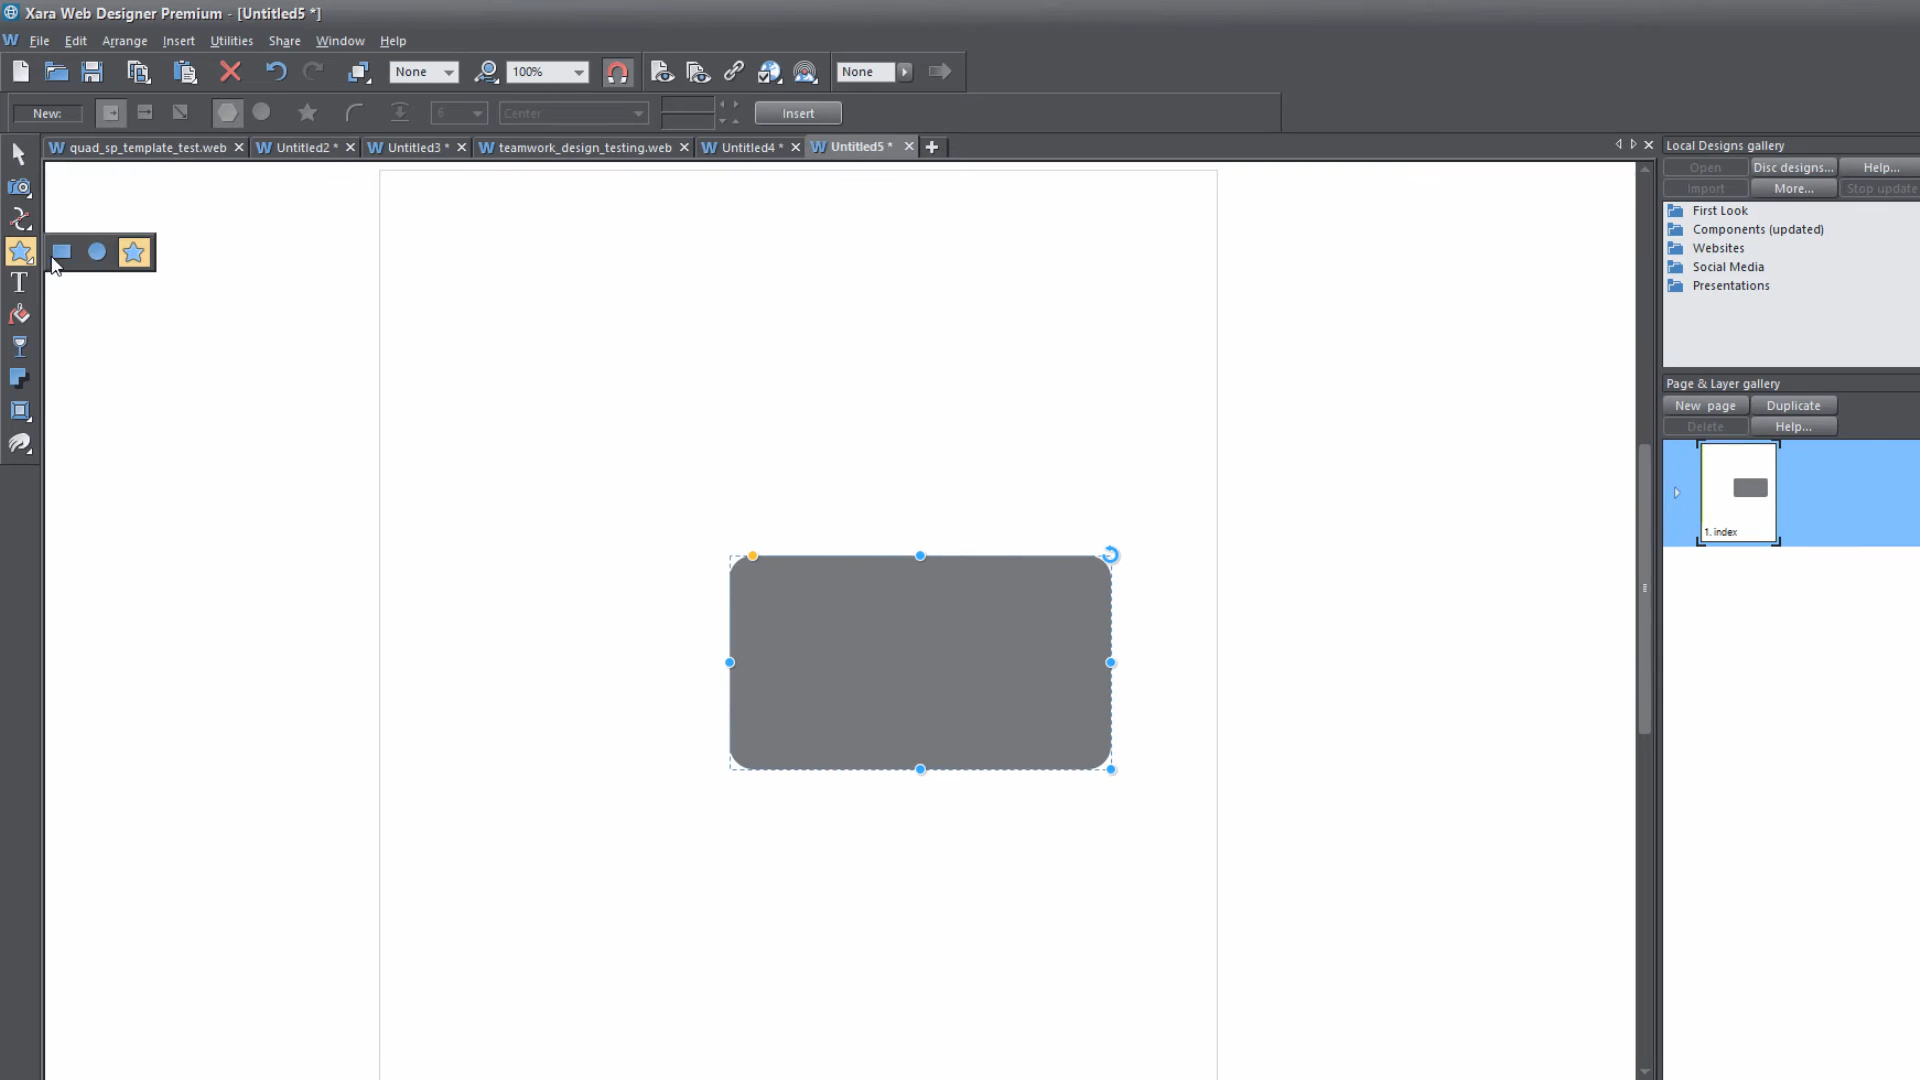 Xara Web Designer Premium - [Untitled5 *]
W File Edit Arrange Insert Utilities Share Window Help
None 100% None
New: 6 Center Insert
W quad_sp_template_test.web W Untitled2 * W Untitled3 * W teamwork_design_testing.web W Untitled4 * W Untitled5 *
Local Designs gallery
Open Disc designs... Help...
Import More... Stop update
First Look
Components (updated)
Websites
Social Media
Presentations
T
Page & Layer gallery
New page Duplicate
Delete Help...
1. index